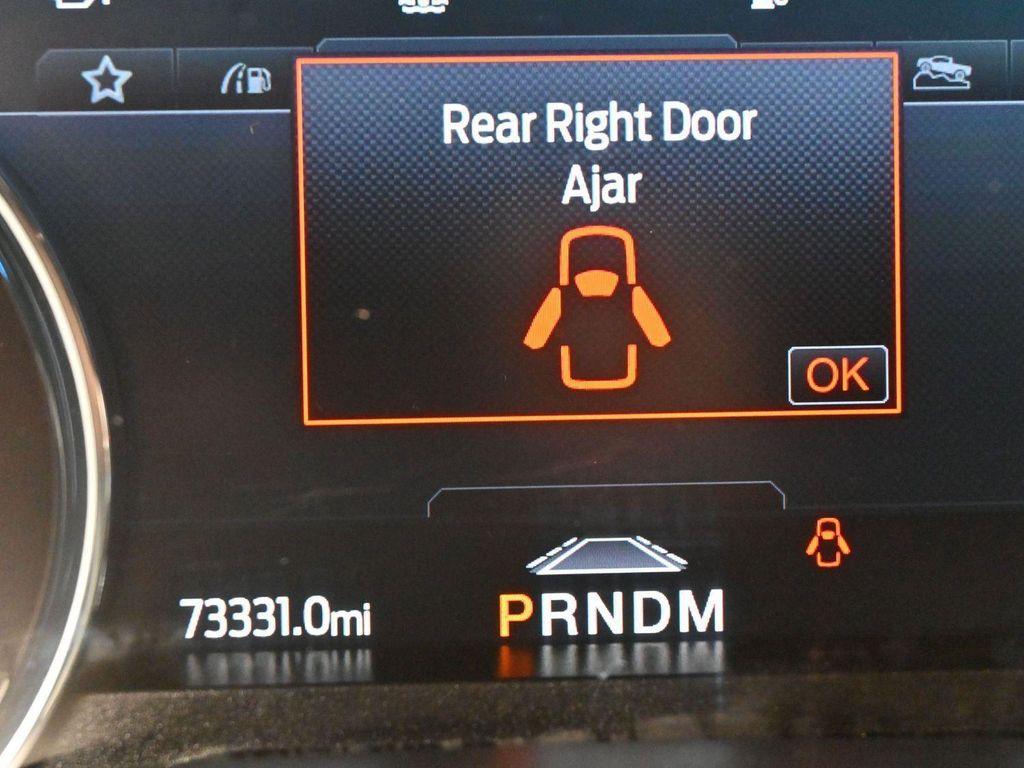 Rear Right Door
Ajar
OK
73331.0mi
PRNDM